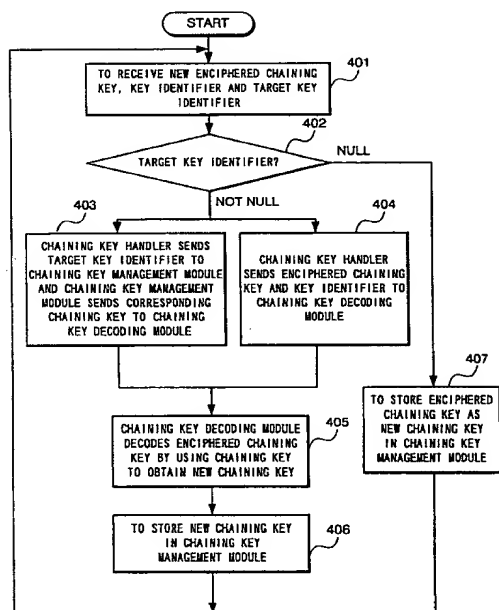 START
TO RECEIVE NEW ENCIPHERED CHAINING
KEY, KEY IDENTIFIER AND TARGET KEY
IDENTIFIER
401
402
TARGET KEY IDENTIFIER?
NULL
NOT NULL
403
404
CHAINING KEY HANDLER SENDS
TARGET KEY IDENTIFIER TO
CHAINING KEY MANAGEMENT MODULE
AND CHAINING KEY MANAGEMENT
MODULE SENDS CORRESPONDING
CHAINING KEY TO CHAINING
KEY DECODING MODULE
CHAINING KEY HANDLER
SENDS ENCIPHERED CHAINING
KEY AND KEY IDENTIFIER TO
CHAINING KEY DECODING
MODULE
407
TO STORE ENCIPHERED
CHAINING KEY AS
NEW CHAINING KEY
IN CHAINING KEY
MANAGEMENT MODULE
CHAINING KEY DECODING MODULE
DECODES ENCIPHERED CHAINING
KEY BY USING CHAINING KEY
TO OBTAIN NEW CHAINING KEY
405
TO STORE NEW CHAINING KEY
IN CHAINING KEY
MANAGEMENT MODULE
406